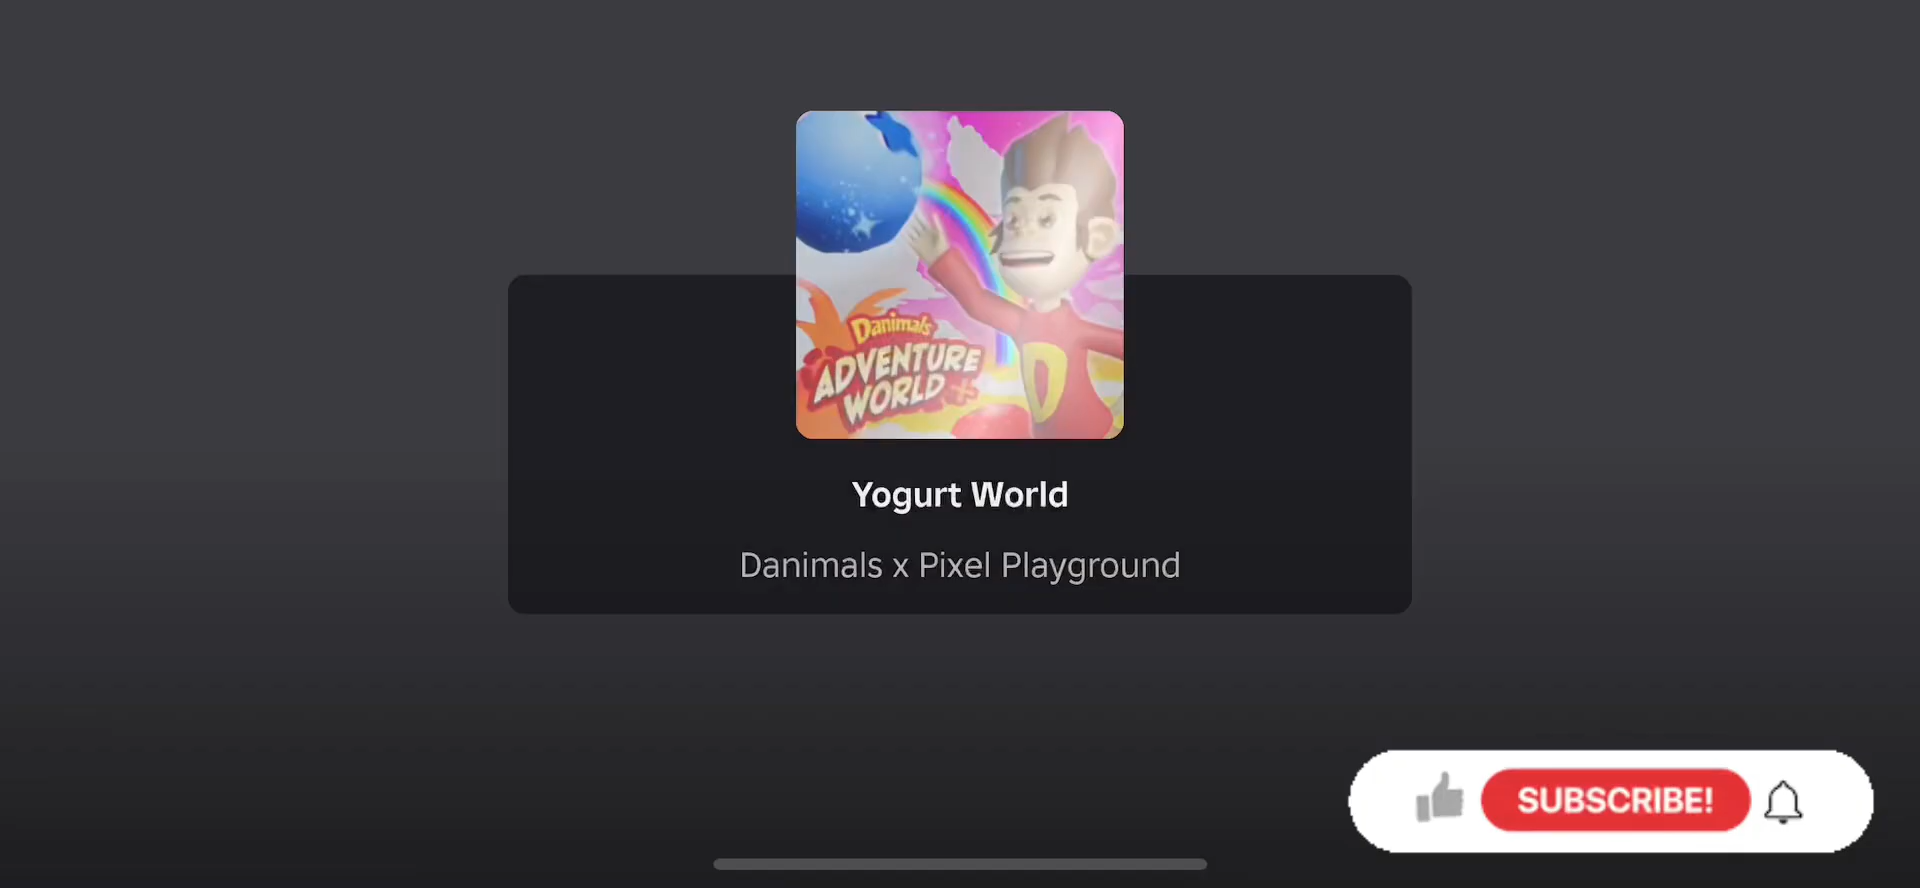 Danimals
ADVENTURE
WORLD +
D
Yogurt World
Danimals x Pixel Playground
SUBSCRIBE!